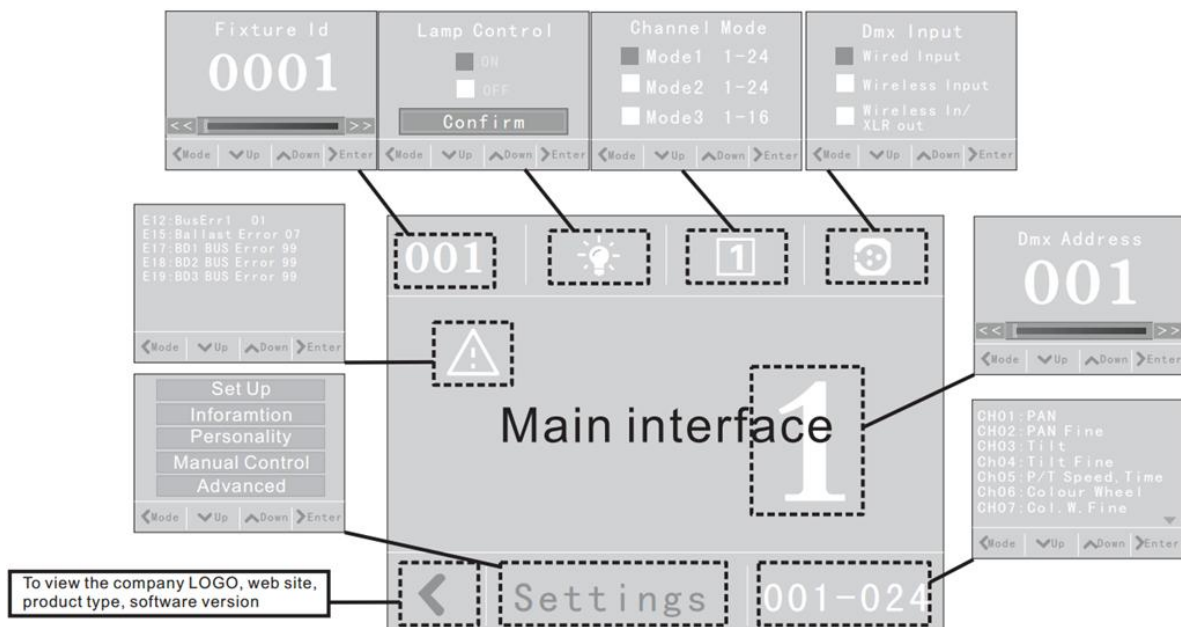 Fixture Id
0001
<< >>
Mode Up Down Enter
Lamp Control
ON
OFF
Confirm
Mode Up Down Enter
Channel Mode
Mode1 1-24
Mode2 1-24
Mode3 1-16
Mode Up Down Enter
Dmx Input
Wired Input
Wireless Input
Wireless In/
XLR out
Mode Up Down Enter
E12:BusErr1 01
E15:Ballast Error 07
E17:BD1 BUS Error 99
E18:BD2 BUS Error 99
E19:BD3 BUS Error 99
Mode Up Down Enter
001
1
Dmx Address
001
<< >>
Mode Up Down Enter
Main interface
1
Set Up
Inforamtion
Personality
Manual Control
Advanced
Mode Up Down Enter
CH01:PAN
CH02:PAN Fine
CH03:Tilt
Ch04:Tilt Fine
Ch05:P/T Speed,Time
Ch06:Colour Wheel
CH07:Col.W.Fine
Mode Up Down Enter
To view the company LOGO, web site,
product type, software version
Settings
001-024